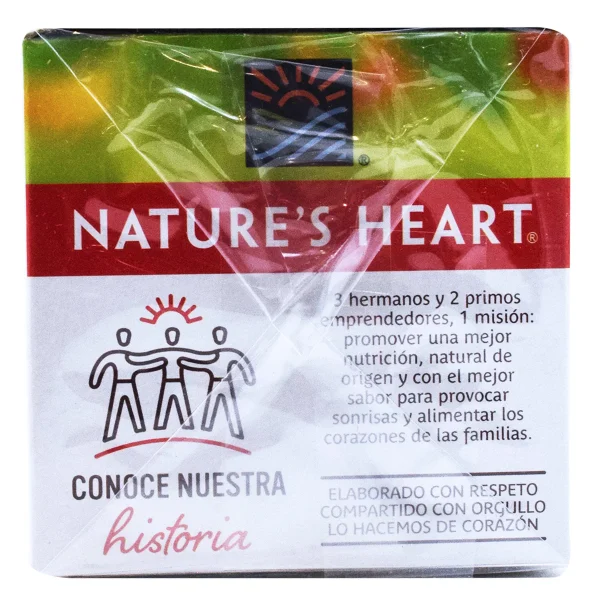 ®
NATURE'S HEART®
CONOCE NUESTRA
historia
3 hermanos y 2 primos
emprendedores, 1 misión:
promover una mejor
nutrición, natural de
origen y con el mejor
sabor para provocar
sonrisas y alimentar los
corazones de las familias.
ELABORADO CON RESPETO
COMPARTIDO CON ORGULLO
LO HACEMOS DE CORAZÓN